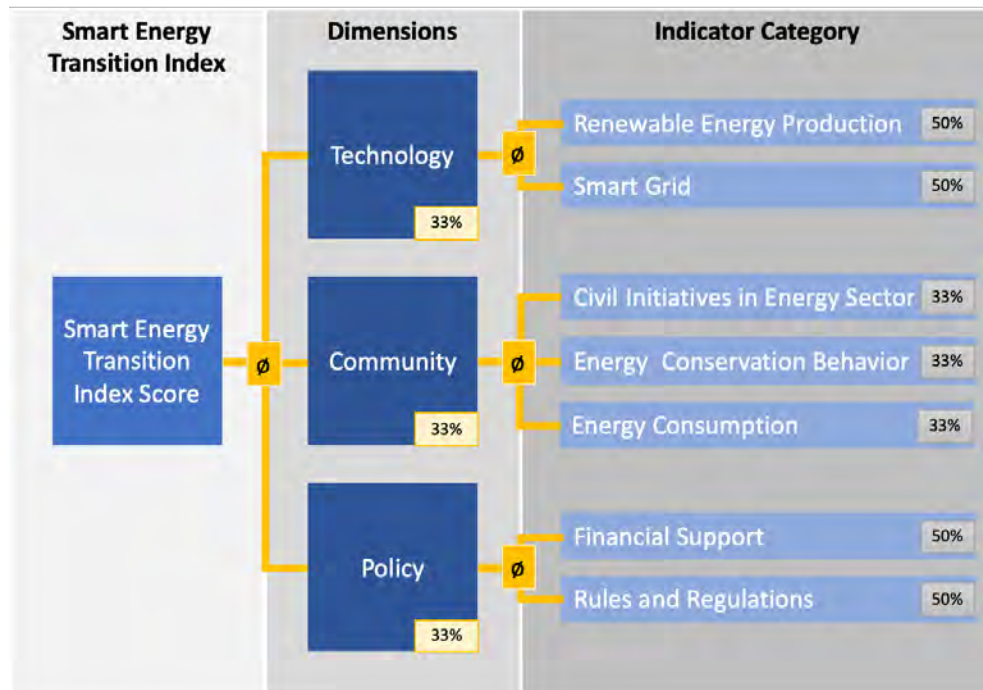 Smart Energy
Transition Index
Dimensions
Indicator Category
Smart Energy
Transition
Index Score
Ø
Technology
33%
Ø
Renewable Energy Production
50%
Smart Grid
50%
Community
33%
Ø
Civil Initiatives in Energy Sector
33%
Energy Conservation Behavior
33%
Energy Consumption
33%
Policy
33%
Ø
Financial Support
50%
Rules and Regulations
50%